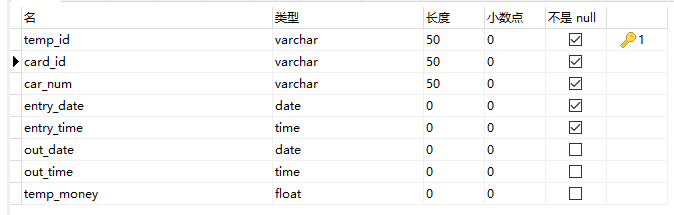 名 类型 长度 小数点 不是 null
temp_id varchar 50 0 1
card_id varchar 50 0
car_num varchar 50 0
entry_date date 0 0
entry_time time 0 0
out_date date 0 0
out_time time 0 0
temp_money float 0 0